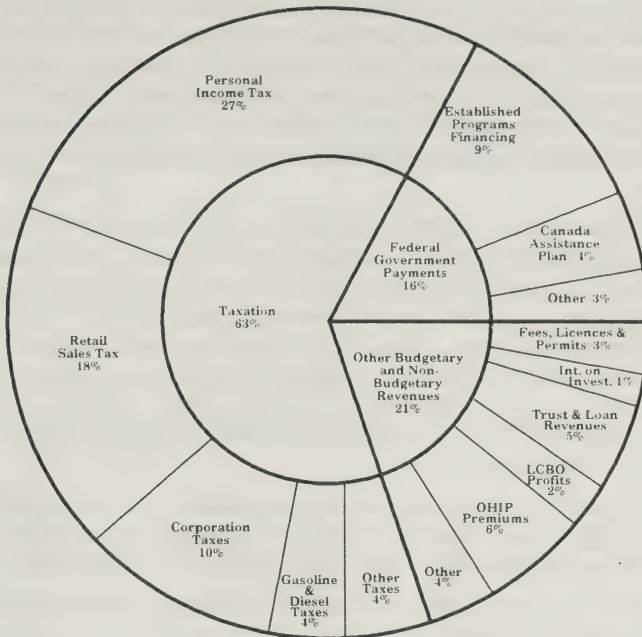 Personal
Income Tax
27%
Established
Programs
Financing
9%
Canada
Assistance
Plan 4%
Other 3%
Federal
Government
Payments
16%
Taxation
63%
Retail
Sales Tax
18%
Other Budgetary
and Non-
Budgetary
Revenues
21%
Fees, Licences &
Permits 3%
Int. on
Invest. 1%
Trust & Loan
Revenues
5%
LCBO
Profits
2%
OHIP
Premiums
6%
Other
4%
Other
Taxes
4%
Gasoline
&
Diesel
Taxes
4%
Corporation
Taxes
10%